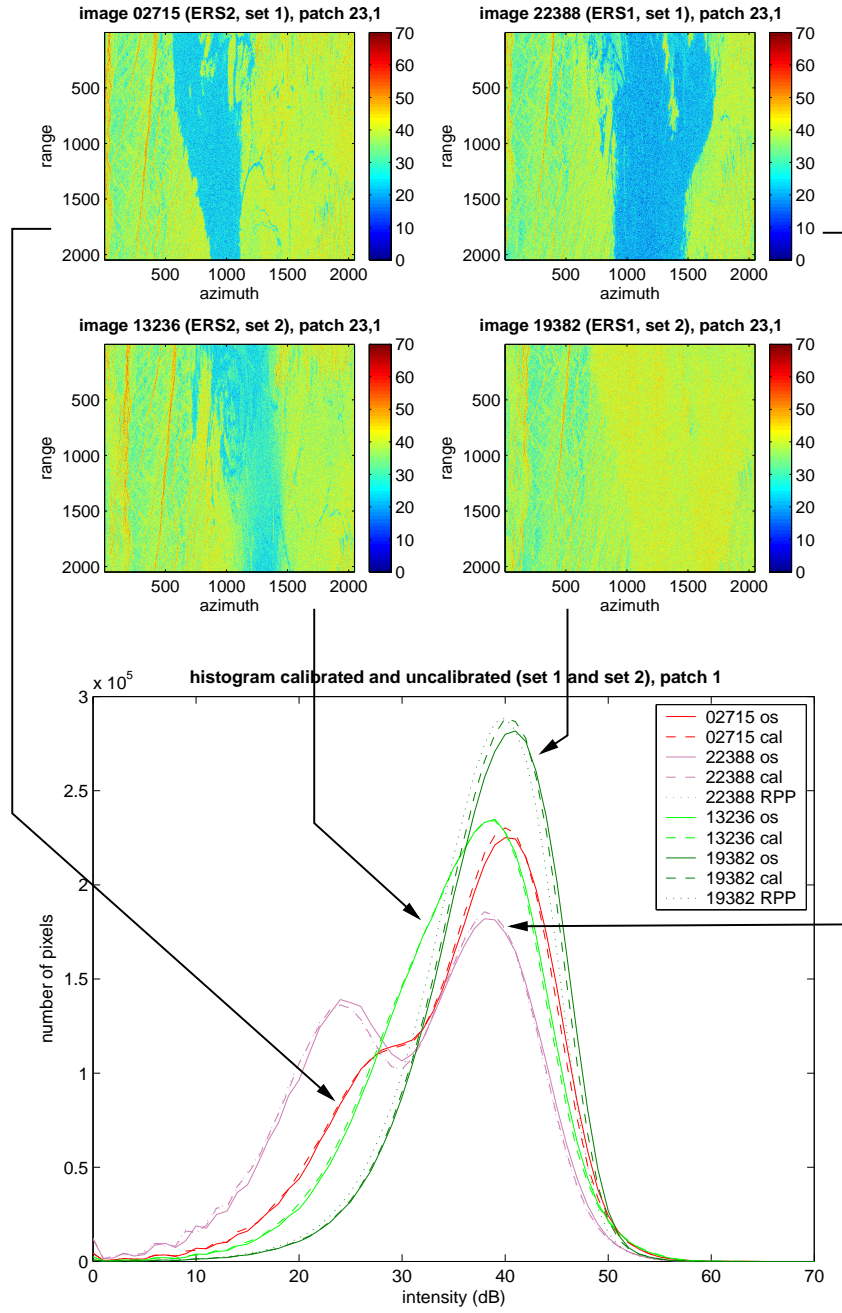 image 02715 (ERS2, set 1), patch 23,1
500
1000
1500
2000
range
500 1000 1500 2000
azimuth
70
60
50
40
30
20
10
0
image 22388 (ERS1, set 1), patch 23,1
500
1000
1500
2000
range
500 1000 1500 2000
azimuth
70
60
50
40
30
20
10
0
image 13236 (ERS2, set 2), patch 23,1
500
1000
1500
2000
range
500 1000 1500 2000
azimuth
70
60
50
40
30
20
10
0
image 19382 (ERS1, set 2), patch 23,1
500
1000
1500
2000
range
500 1000 1500 2000
azimuth
70
60
50
40
30
20
10
0
histogram calibrated and uncalibrated (set 1 and set 2), patch 1
x 10^5
3
2.5
2
1.5
1
0.5
0
number of pixels
0 10 20 30 40 50 60 70
intensity (dB)
02715 os
02715 cal
22388 os
22388 cal
22388 RPP
13236 os
13236 cal
19382 os
19382 cal
19382 RPP